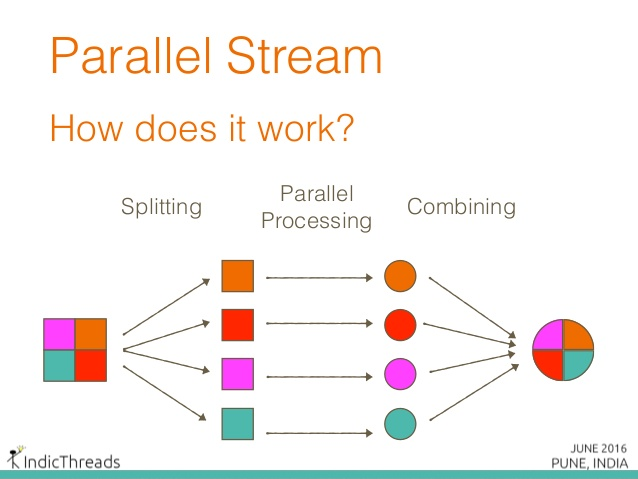 Parallel Stream
How does it work?
Splitting
Parallel
Processing
Combining
IndicThreads
JUNE 2016
PUNE, INDIA